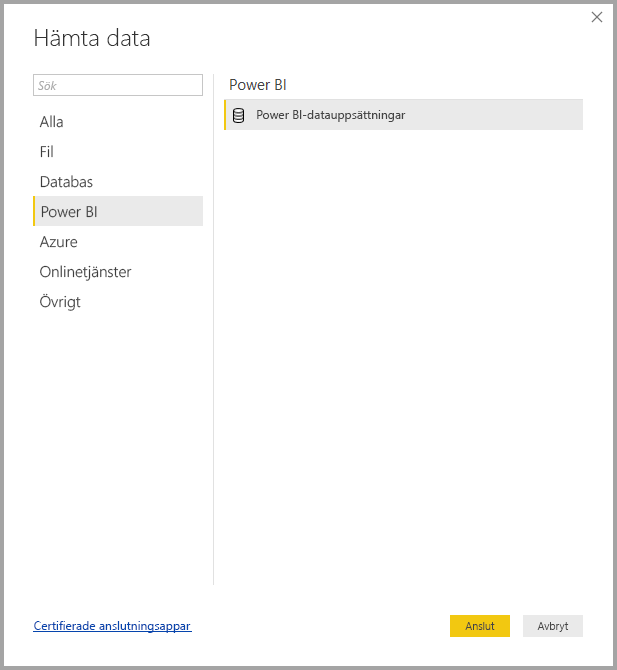 Hämta data
Sök
Alla
Fil
Databas
Power BI
Azure
Onlinetjänster
Övrigt
Power BI
Power BI-datauppsättningar
Certifierade anslutningsappar
Anslut
Avbryt